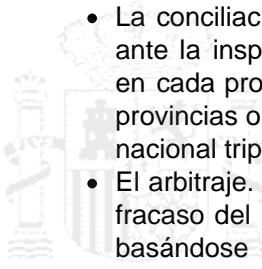 • La conciliac
ante la insp
en cada pro
provincias o
nacional trip
• El arbitraje.
fracaso del
basándose